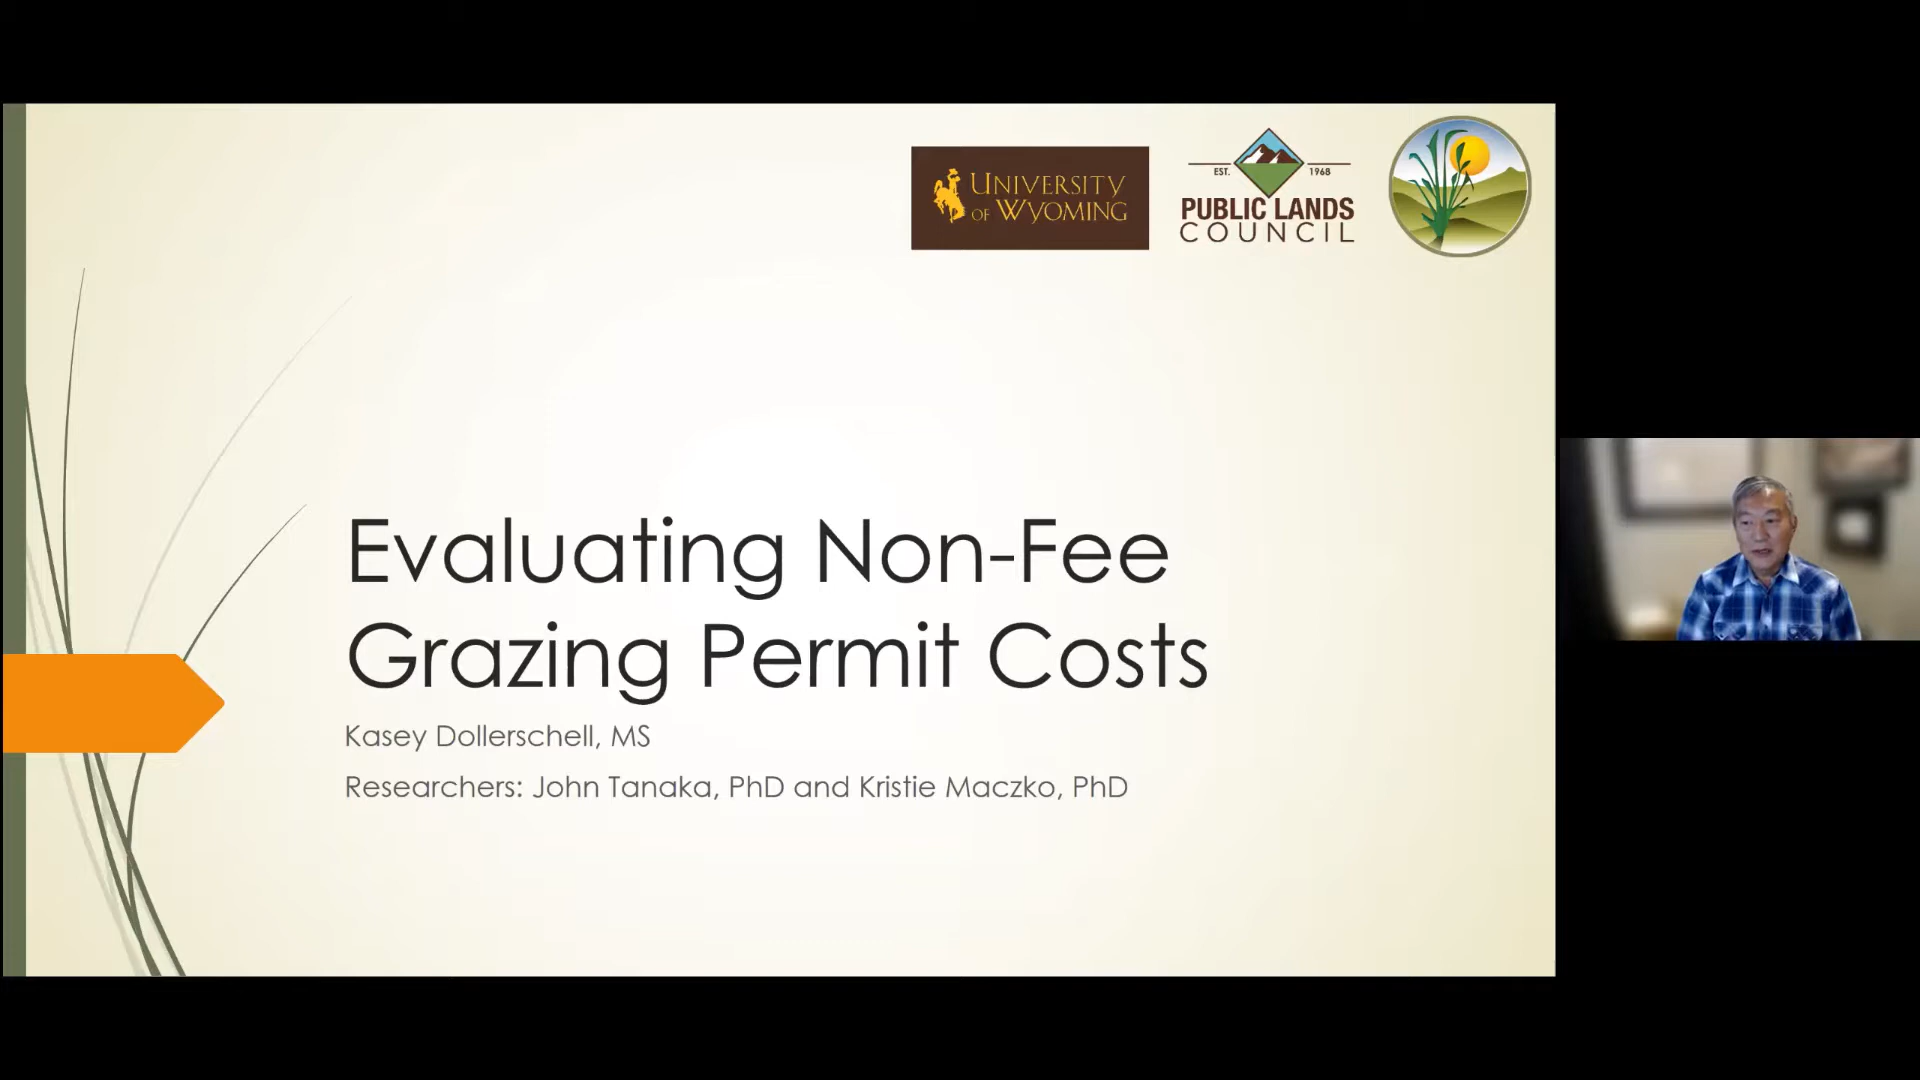 UNIVERSITY
OF WYOMING
EST. 1968
PUBLIC LANDS
COUNCIL
Evaluating Non-Fee
Grazing Permit Costs
Kasey Dollerschell, MS
Researchers: John Tanaka, PhD and Kristie Maczko, PhD